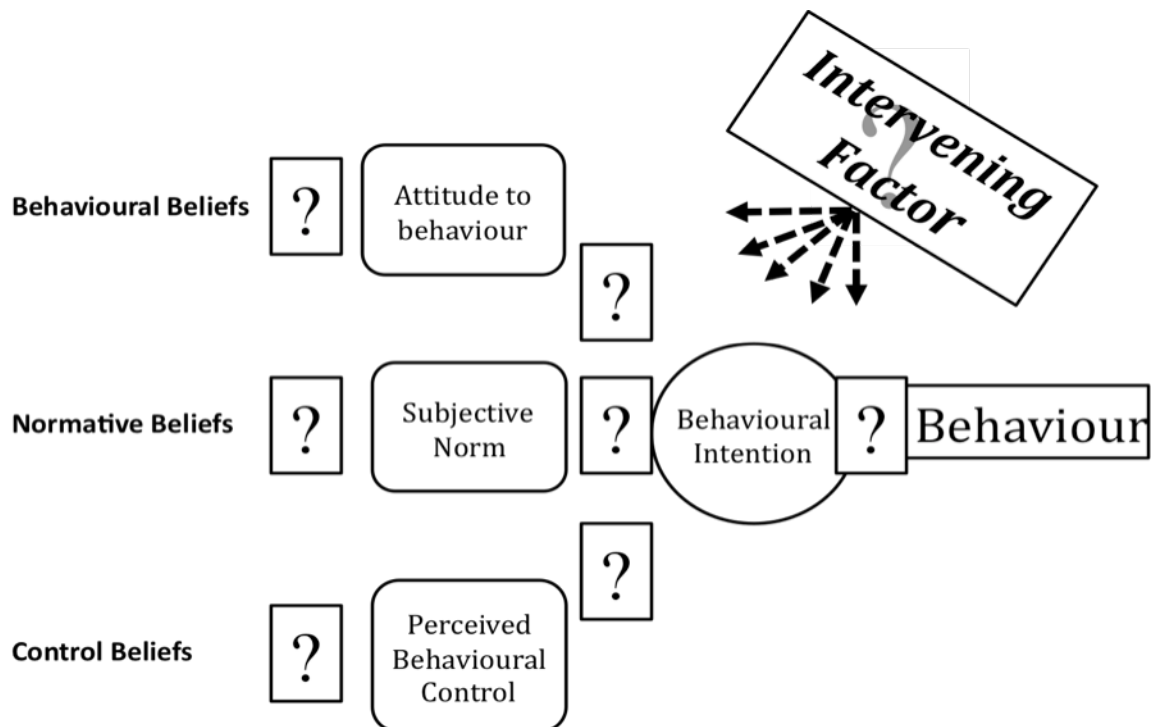 Intervening
?
Factor
Behavioural Beliefs
?
Attitude to
behaviour
?
Normative Beliefs
?
Subjective
Norm
?
Behavioural
Intention
?
Behaviour
?
Control Beliefs
?
Perceived
Behavioural
Control